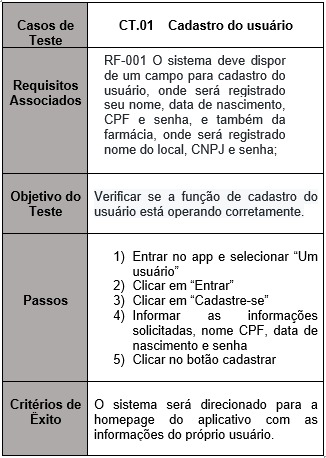 Casos de
Teste
CT.01 Cadastro do usuário
Requisitos
Associados
RF-001 O sistema deve dispor
de um campo para cadastro do
usuário, onde será registrado
seu nome, data de nascimento,
CPF e senha, e também da
farmácia, onde será registrado
nome do local, CNPJ e senha;
Objetivo do
Teste
Verificar se a função de cadastro do
usuário está operando corretamente.
Passos
1) Entrar no app e selecionar “Um
usuário”
2) Clicar em “Entrar”
3) Clicar em “Cadastre-se”
4) Informar as informações
solicitadas, nome CPF, data de
nascimento e senha
5) Clicar no botão cadastrar
Critérios de
Êxito
O sistema será direcionado para a
homepage do aplicativo com as
informações do próprio usuário.